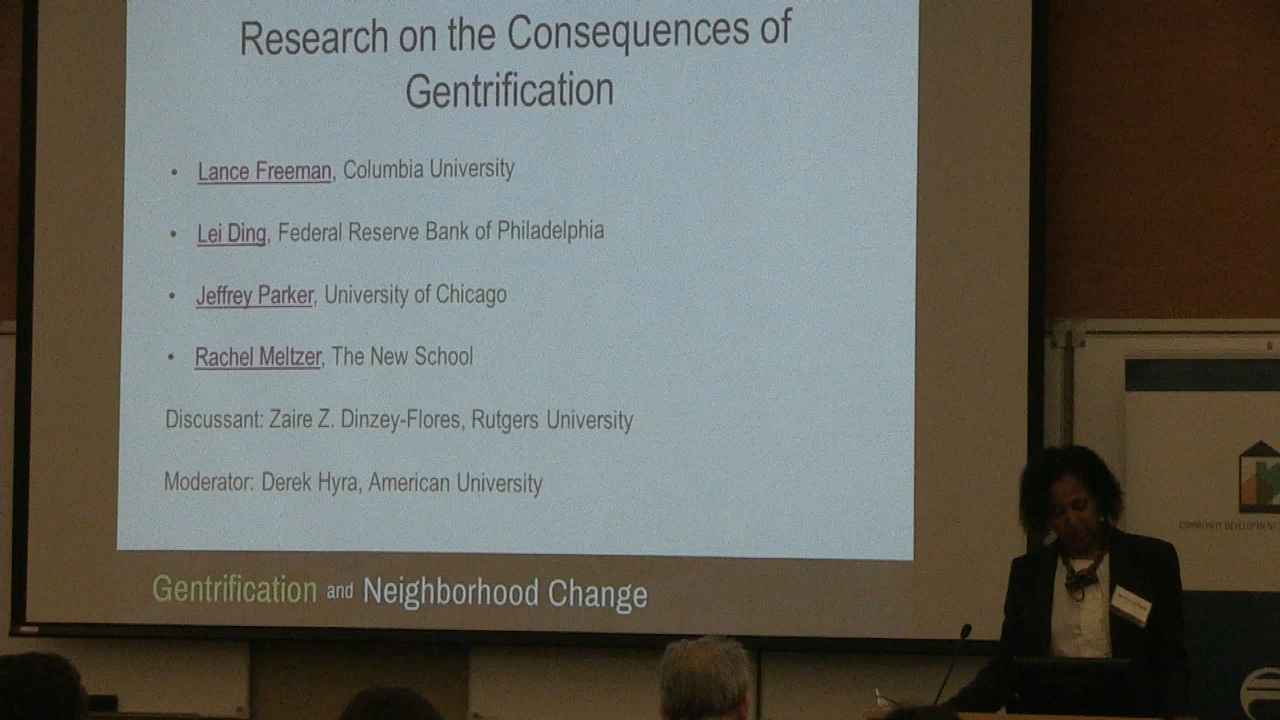 Research on the Consequences of
Gentrification
• Lance Freeman, Columbia University
• Lei Ding, Federal Reserve Bank of Philadelphia
• Jeffrey Parker, University of Chicago
• Rachel Meltzer, The New School
Discussant: Zaire Z. Dinzey-Flores, Rutgers University
Moderator: Derek Hyra, American University
Gentrification and Neighborhood Change
COMMUNITY DEVELOPMENT